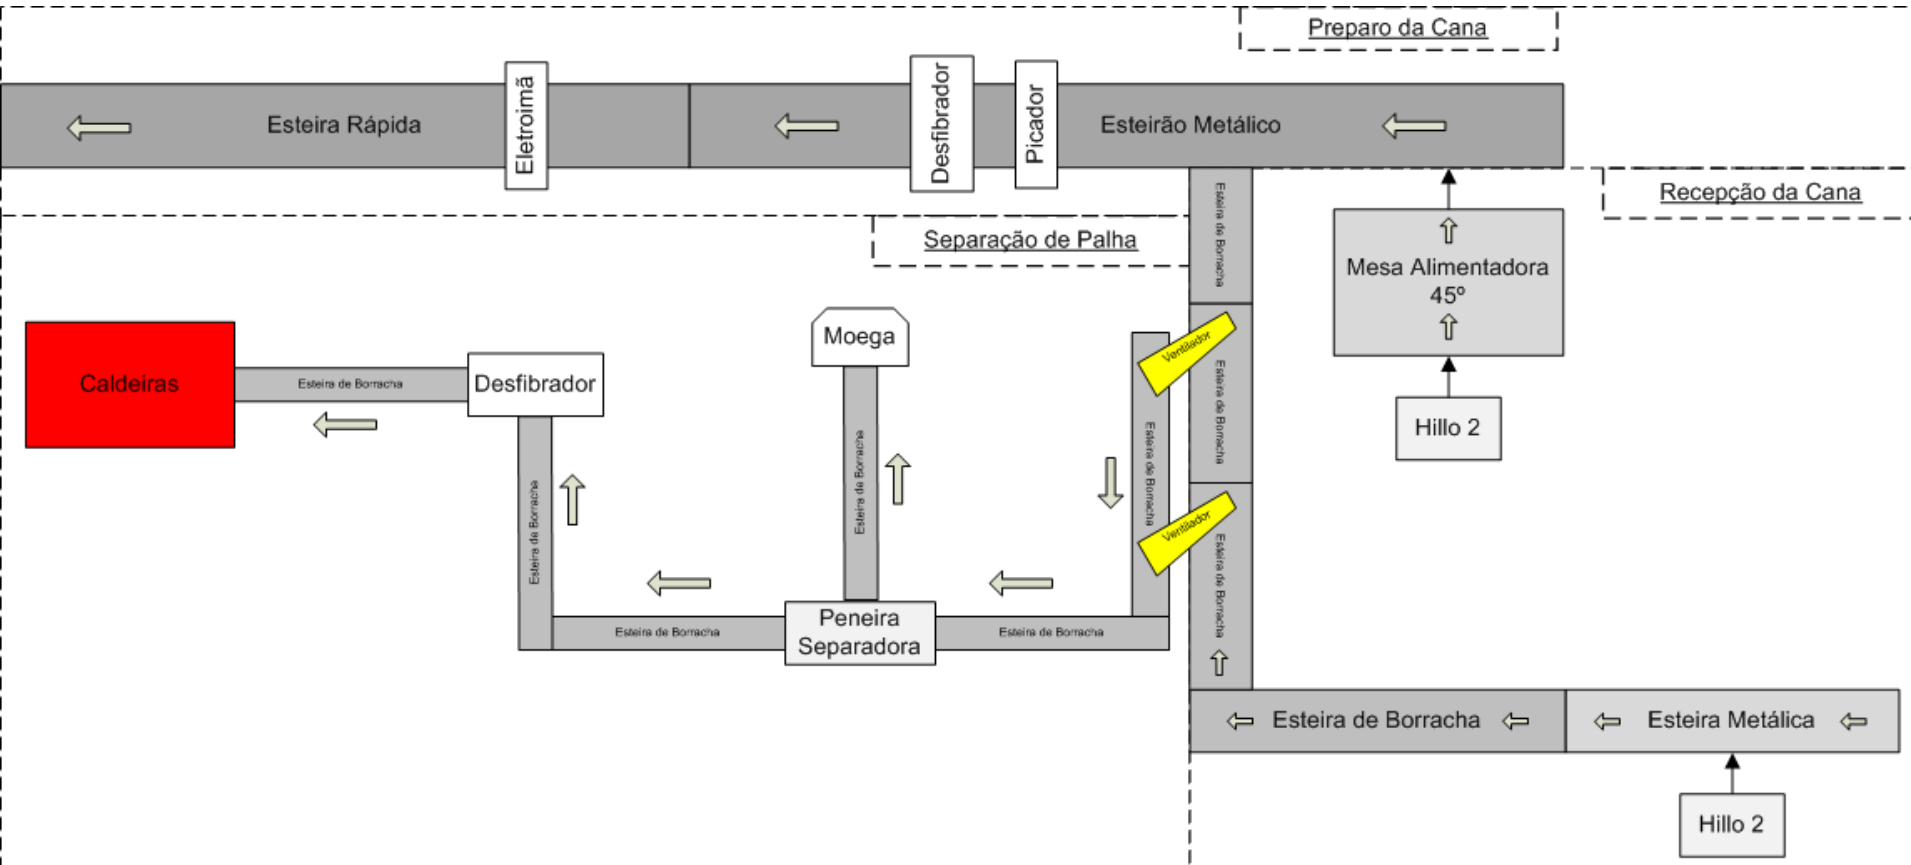 Preparo da Cana
Esteira Rápida
Eletroimã
Desfibrador
Picador
Esteirão Metálico
Recepção da Cana
Separação de Palha
Esteira de Borracha
Mesa Alimentadora
45º
Hillo 2
Caldeiras
Esteira de Borracha
Desfibrador
Moega
Ventilador
Esteira de Borracha
Esteira de Borracha
Esteira de Borracha
Esteira de Borracha
Ventilador
Esteira de Borracha
Esteira de Borracha
Peneira
Separadora
Esteira de Borracha
Esteira de Borracha
Esteira de Borracha
Esteira Metálica
Hillo 2